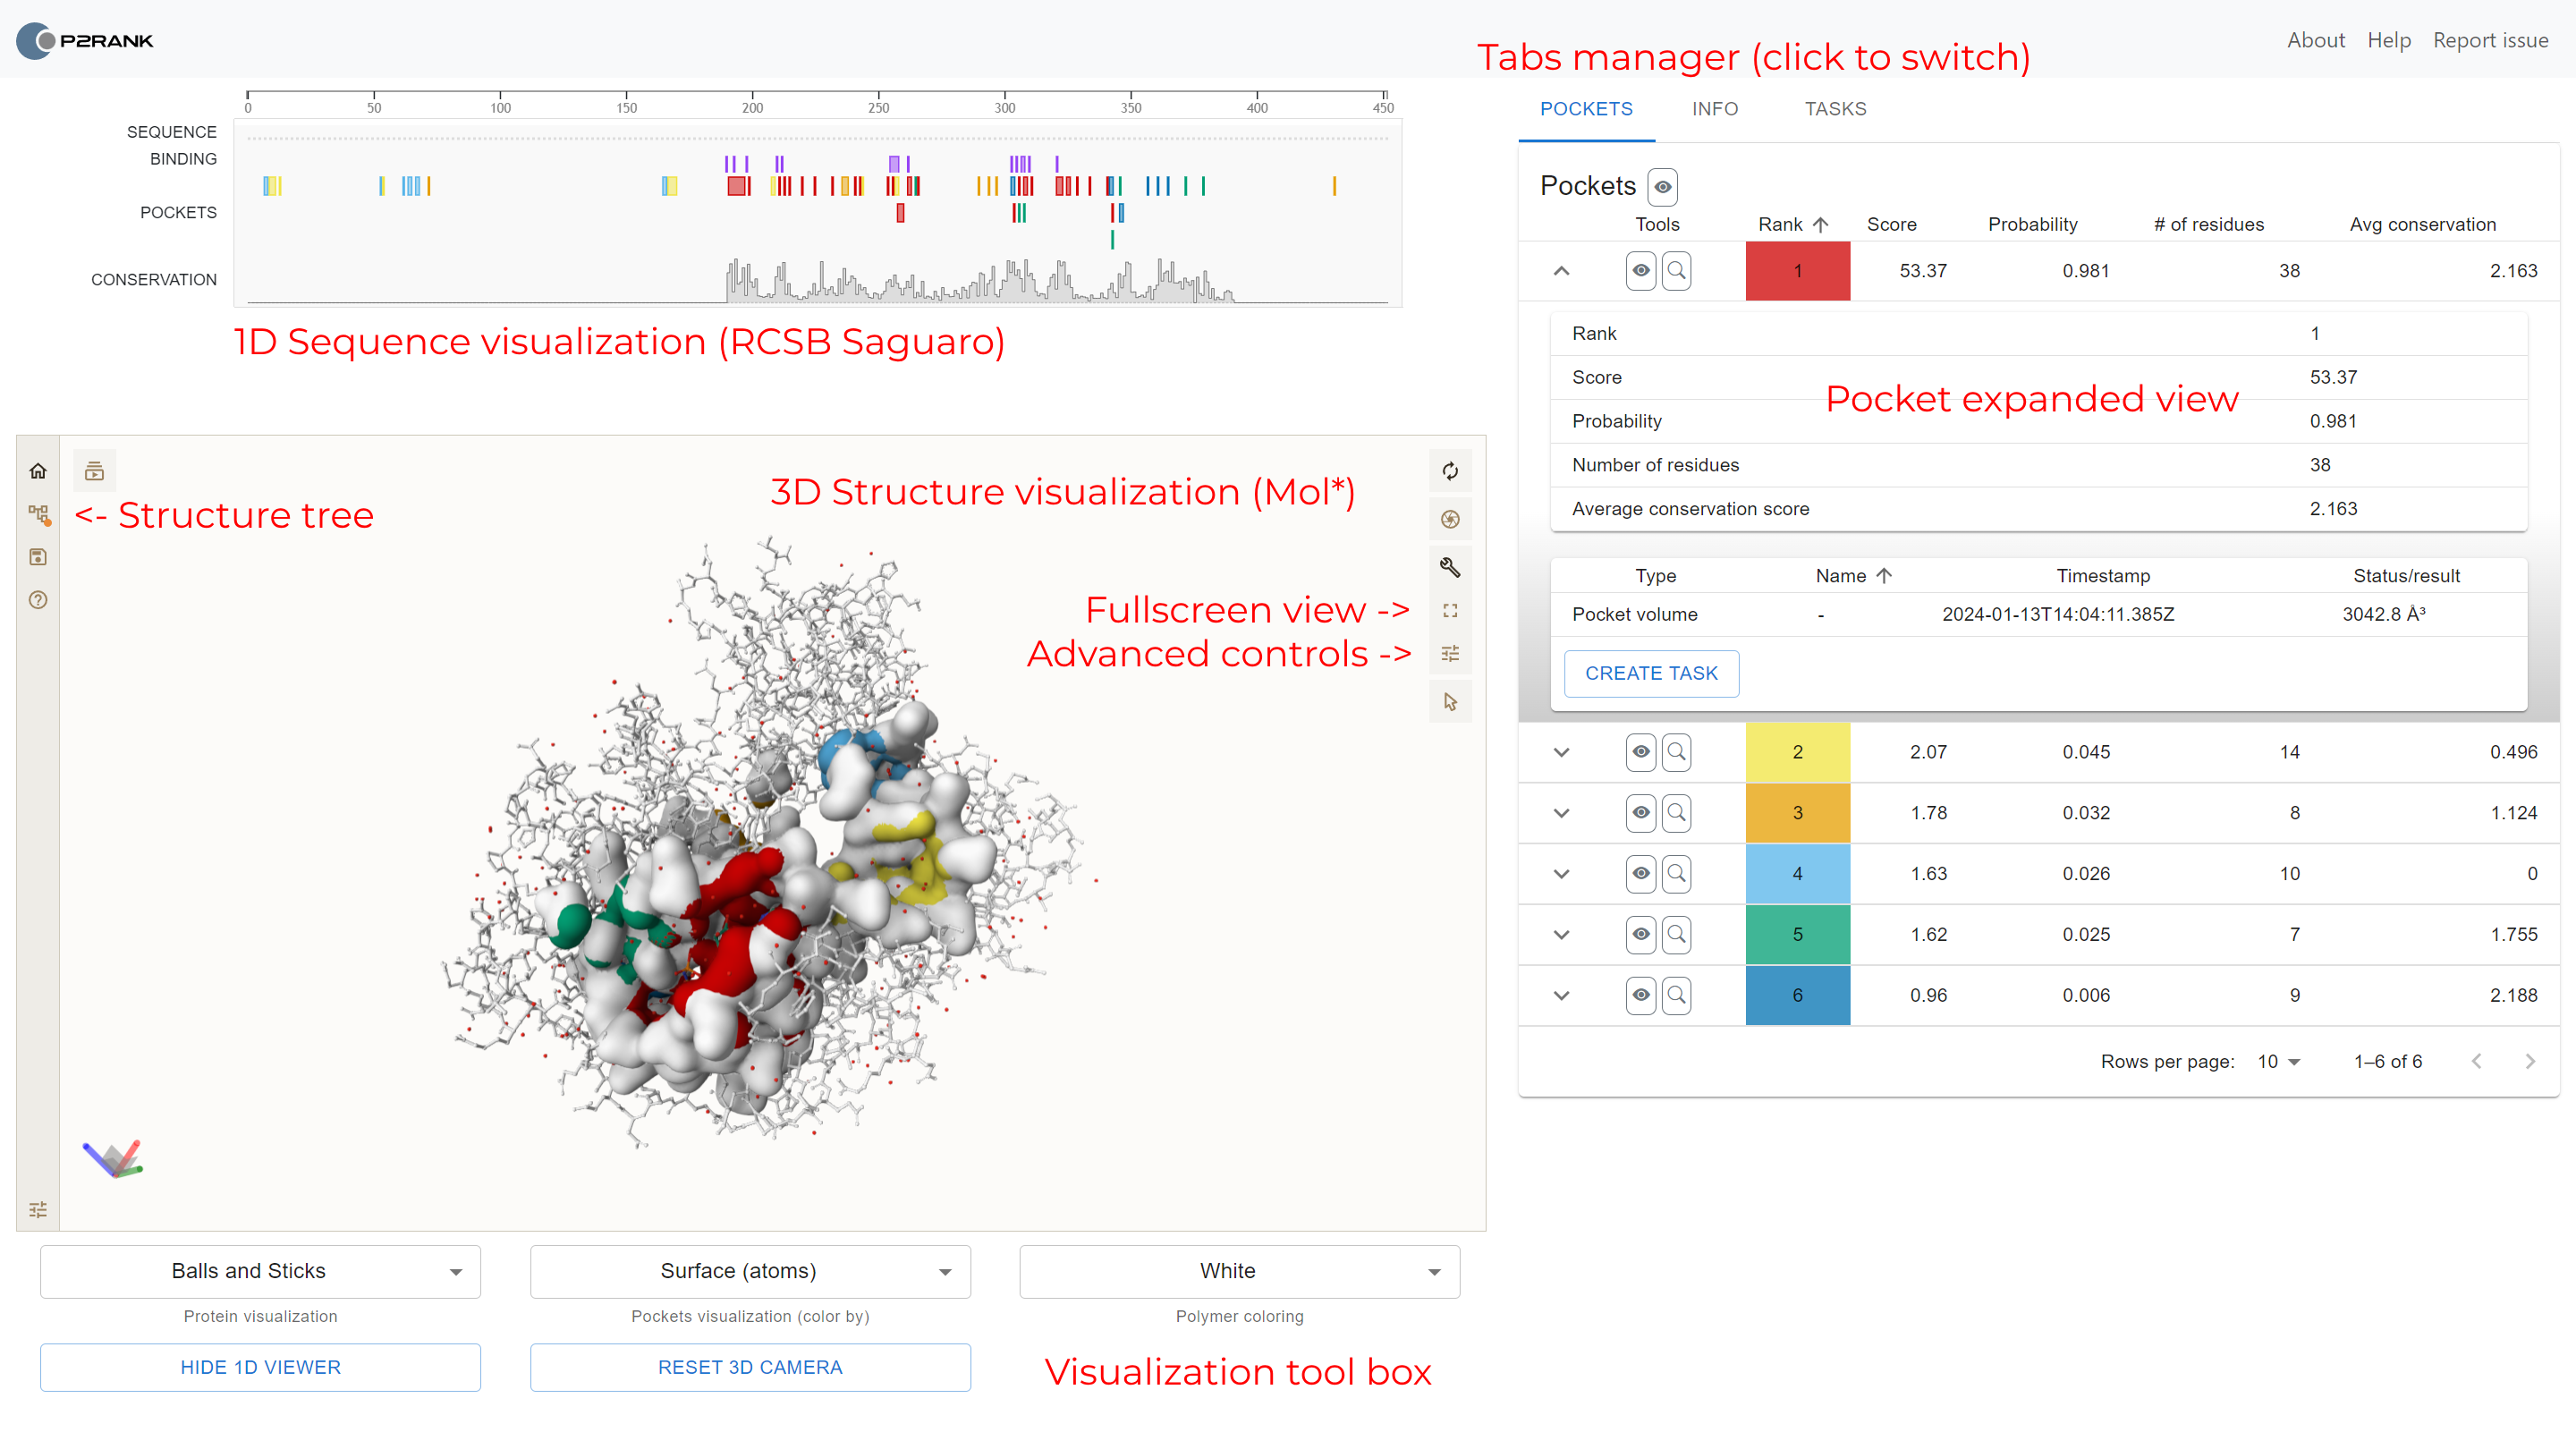 P2RANK
About Help Report issue
Tabs manager (click to switch)
0 50 100 150 200 250 300 350 400 450
SEQUENCE
BINDING
POCKETS
CONSERVATION
1D Sequence visualization (RCSB Saguaro)
<- Structure tree
3D Structure visualization (Mol*)
Fullscreen view ->
Advanced controls ->
Balls and Sticks
Protein visualization
Surface (atoms)
Pockets visualization (color by)
White
Polymer coloring
HIDE 1D VIEWER
RESET 3D CAMERA
Visualization tool box
POCKETS INFO TASKS
Pockets
Tools Rank Score Probability # of residues Avg conservation
1 53.37 0.981 38 2.163
Rank 1
Score 53.37
Pocket expanded view
Probability 0.981
Number of residues 38
Average conservation score 2.163
Type Name Timestamp Status/result
Pocket volume - 2024-01-13T14:04:11.385Z 3042.8 Å³
CREATE TASK
2 2.07 0.045 14 0.496
3 1.78 0.032 8 1.124
4 1.63 0.026 10 0
5 1.62 0.025 7 1.755
6 0.96 0.006 9 2.188
Rows per page: 10 1–6 of 6